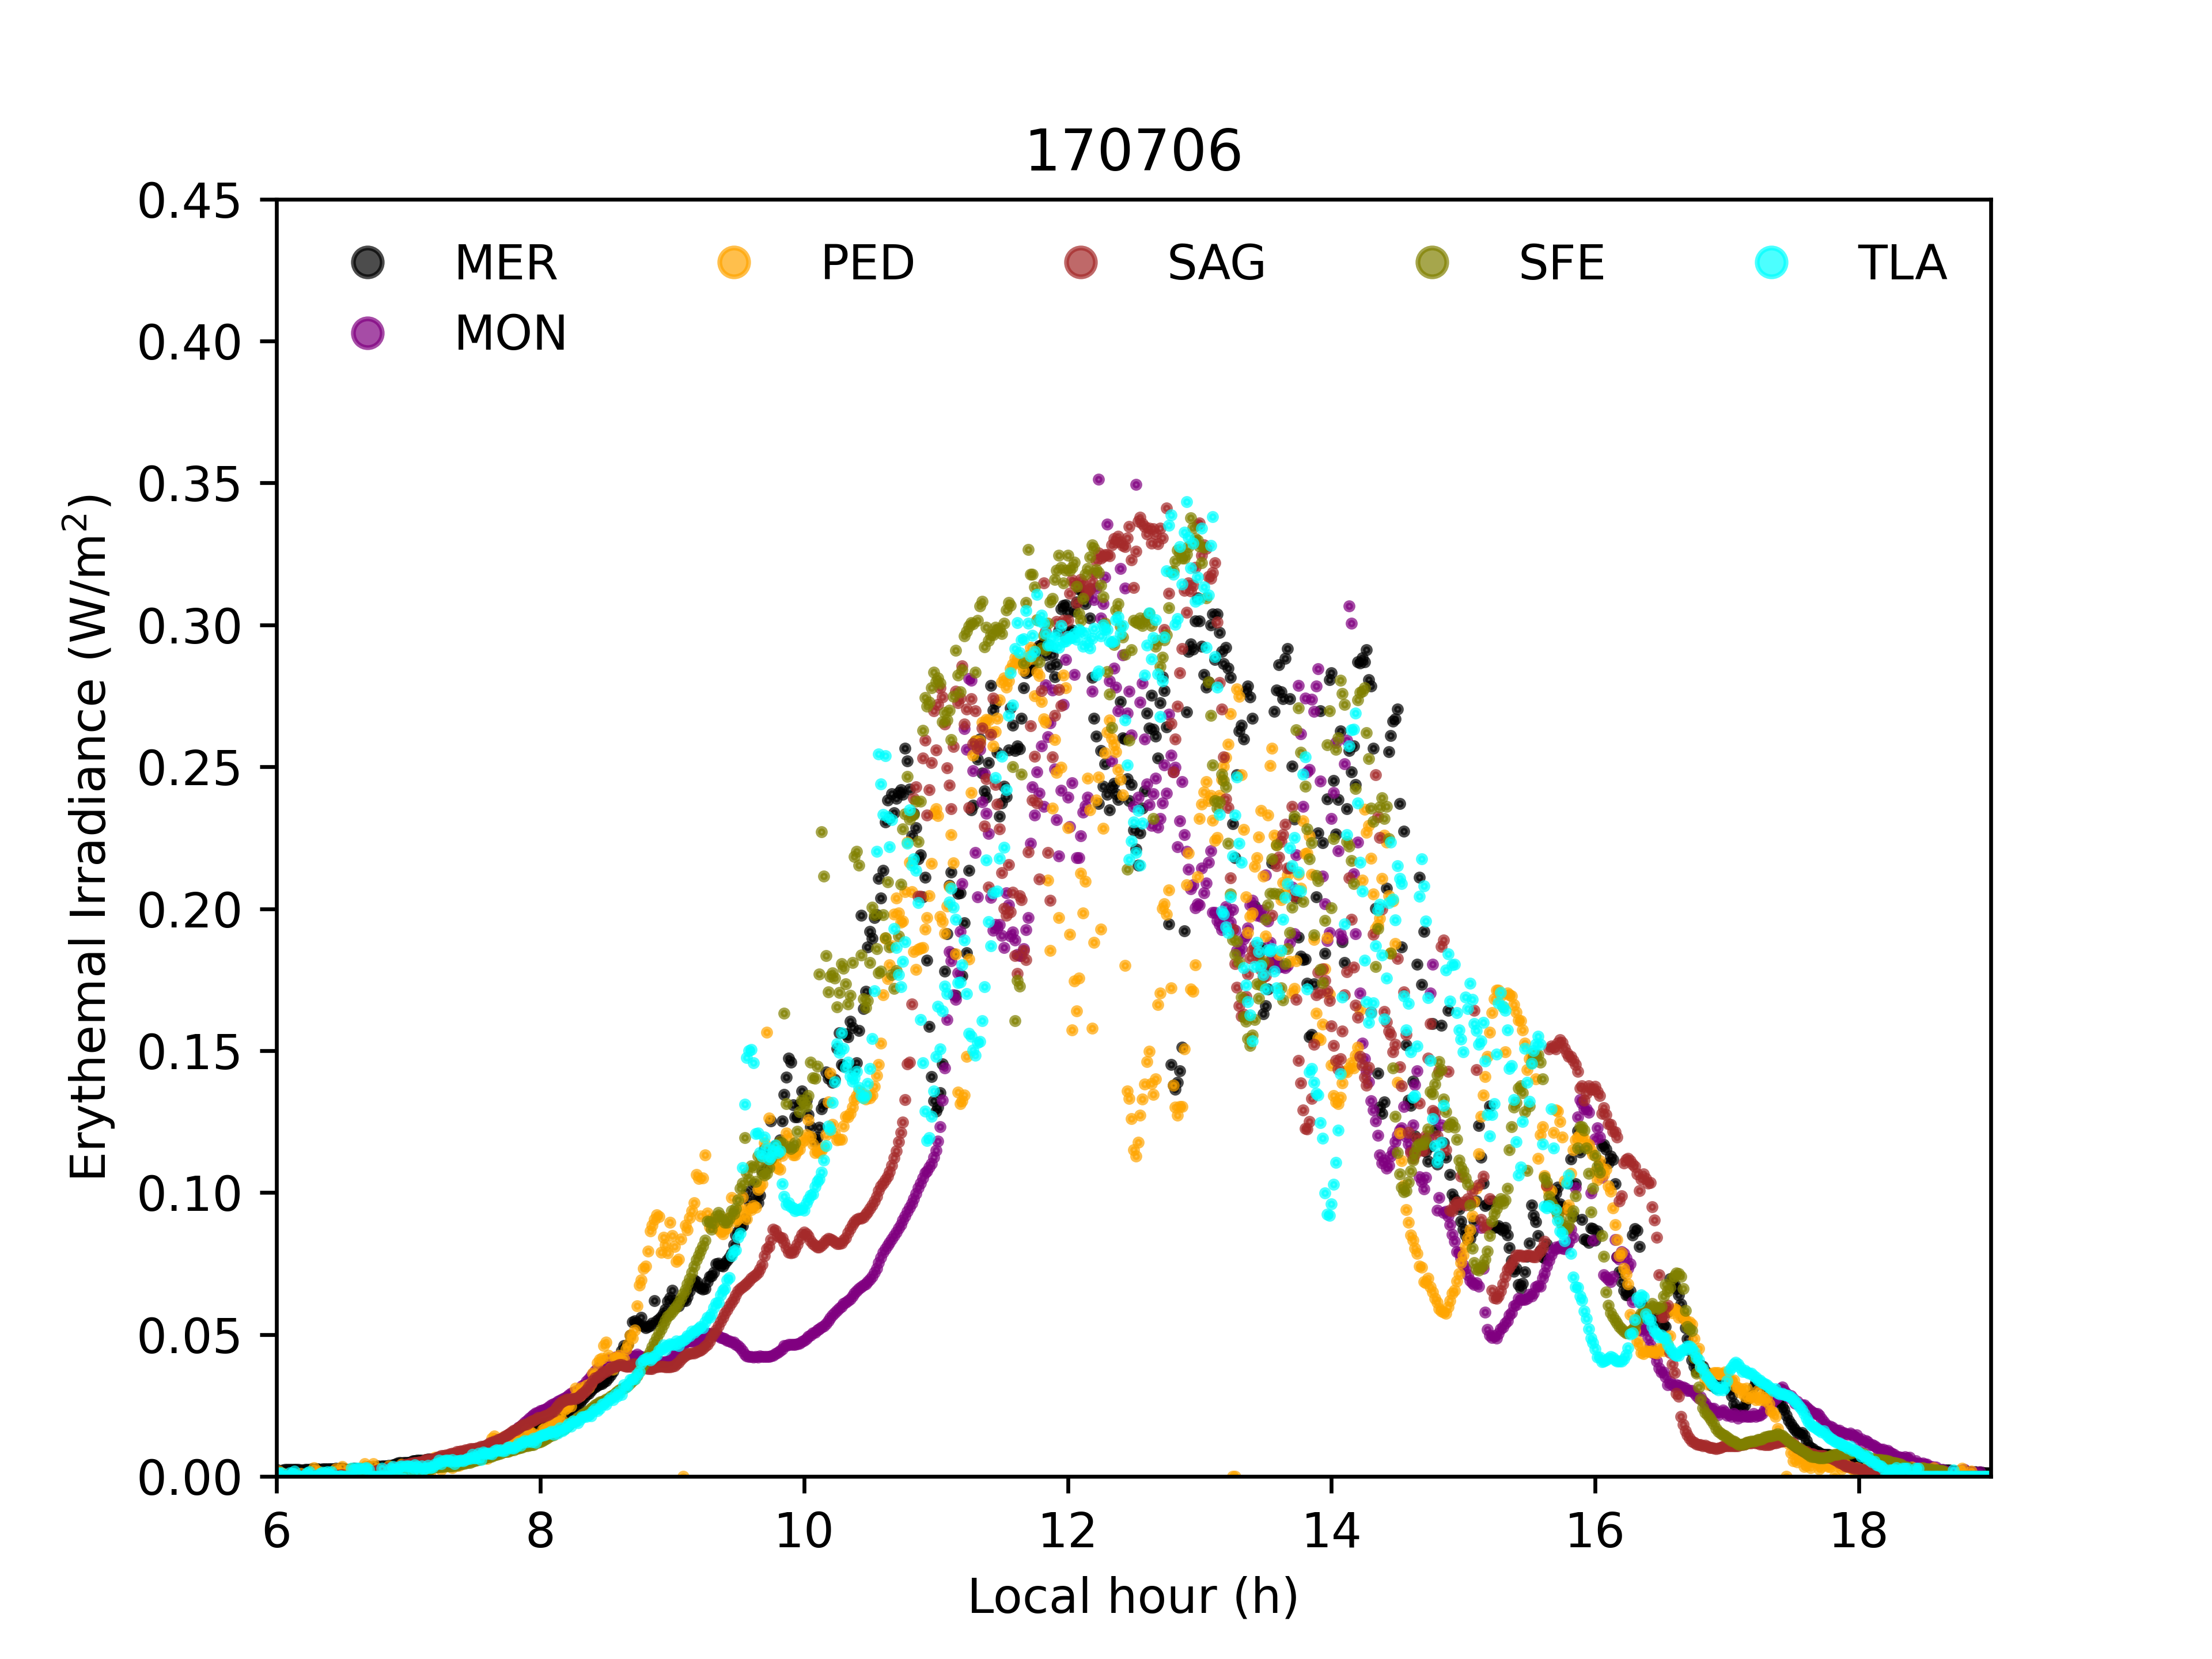 170706
0.45
MER PED SAG SFE TLA
MON
0.40
0.35
0.30
0.25
0.20
0.15
0.10
0.05
0.00
Erythemal Irradiance (W/m²)
6 8 10 12 14 16 18
Local hour (h)